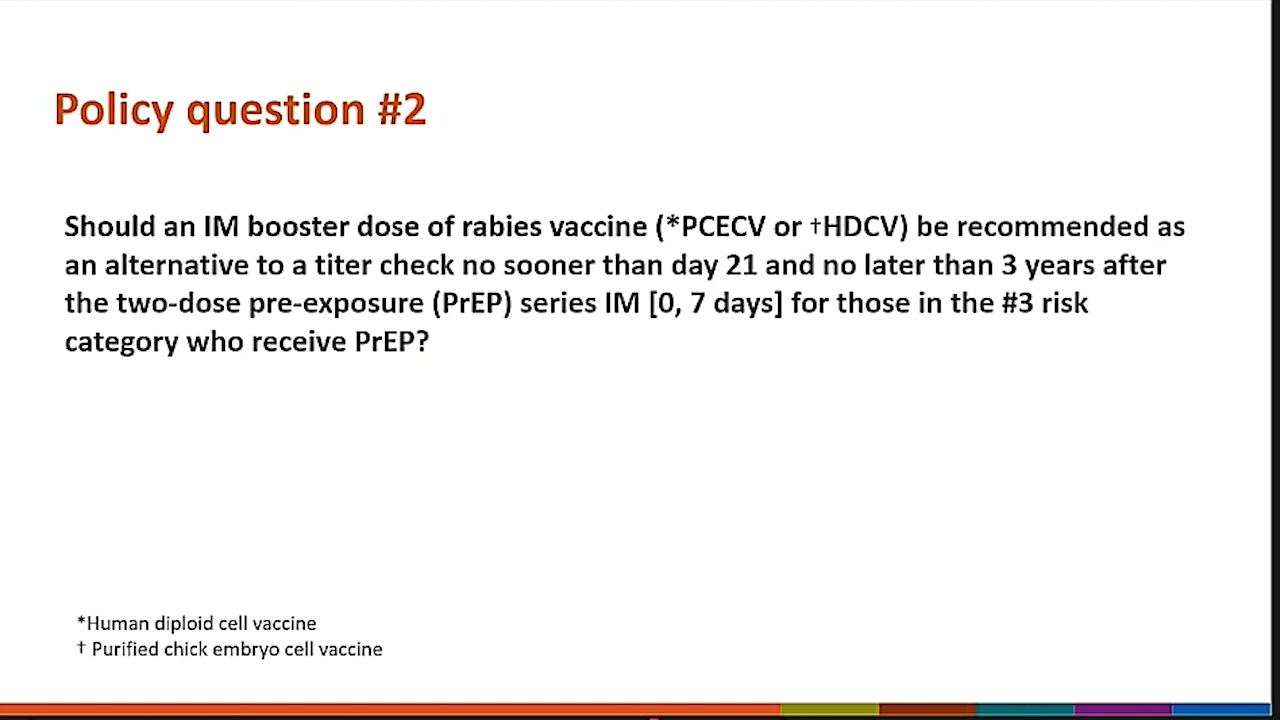 Policy question #2
Should an IM booster dose of rabies vaccine (*PCECV or †HDCV) be recommended as
an alternative to a titer check no sooner than day 21 and no later than 3 years after
the two-dose pre-exposure (PrEP) series IM [0, 7 days] for those in the #3 risk
category who receive PrEP?
*Human diploid cell vaccine
† Purified chick embryo cell vaccine